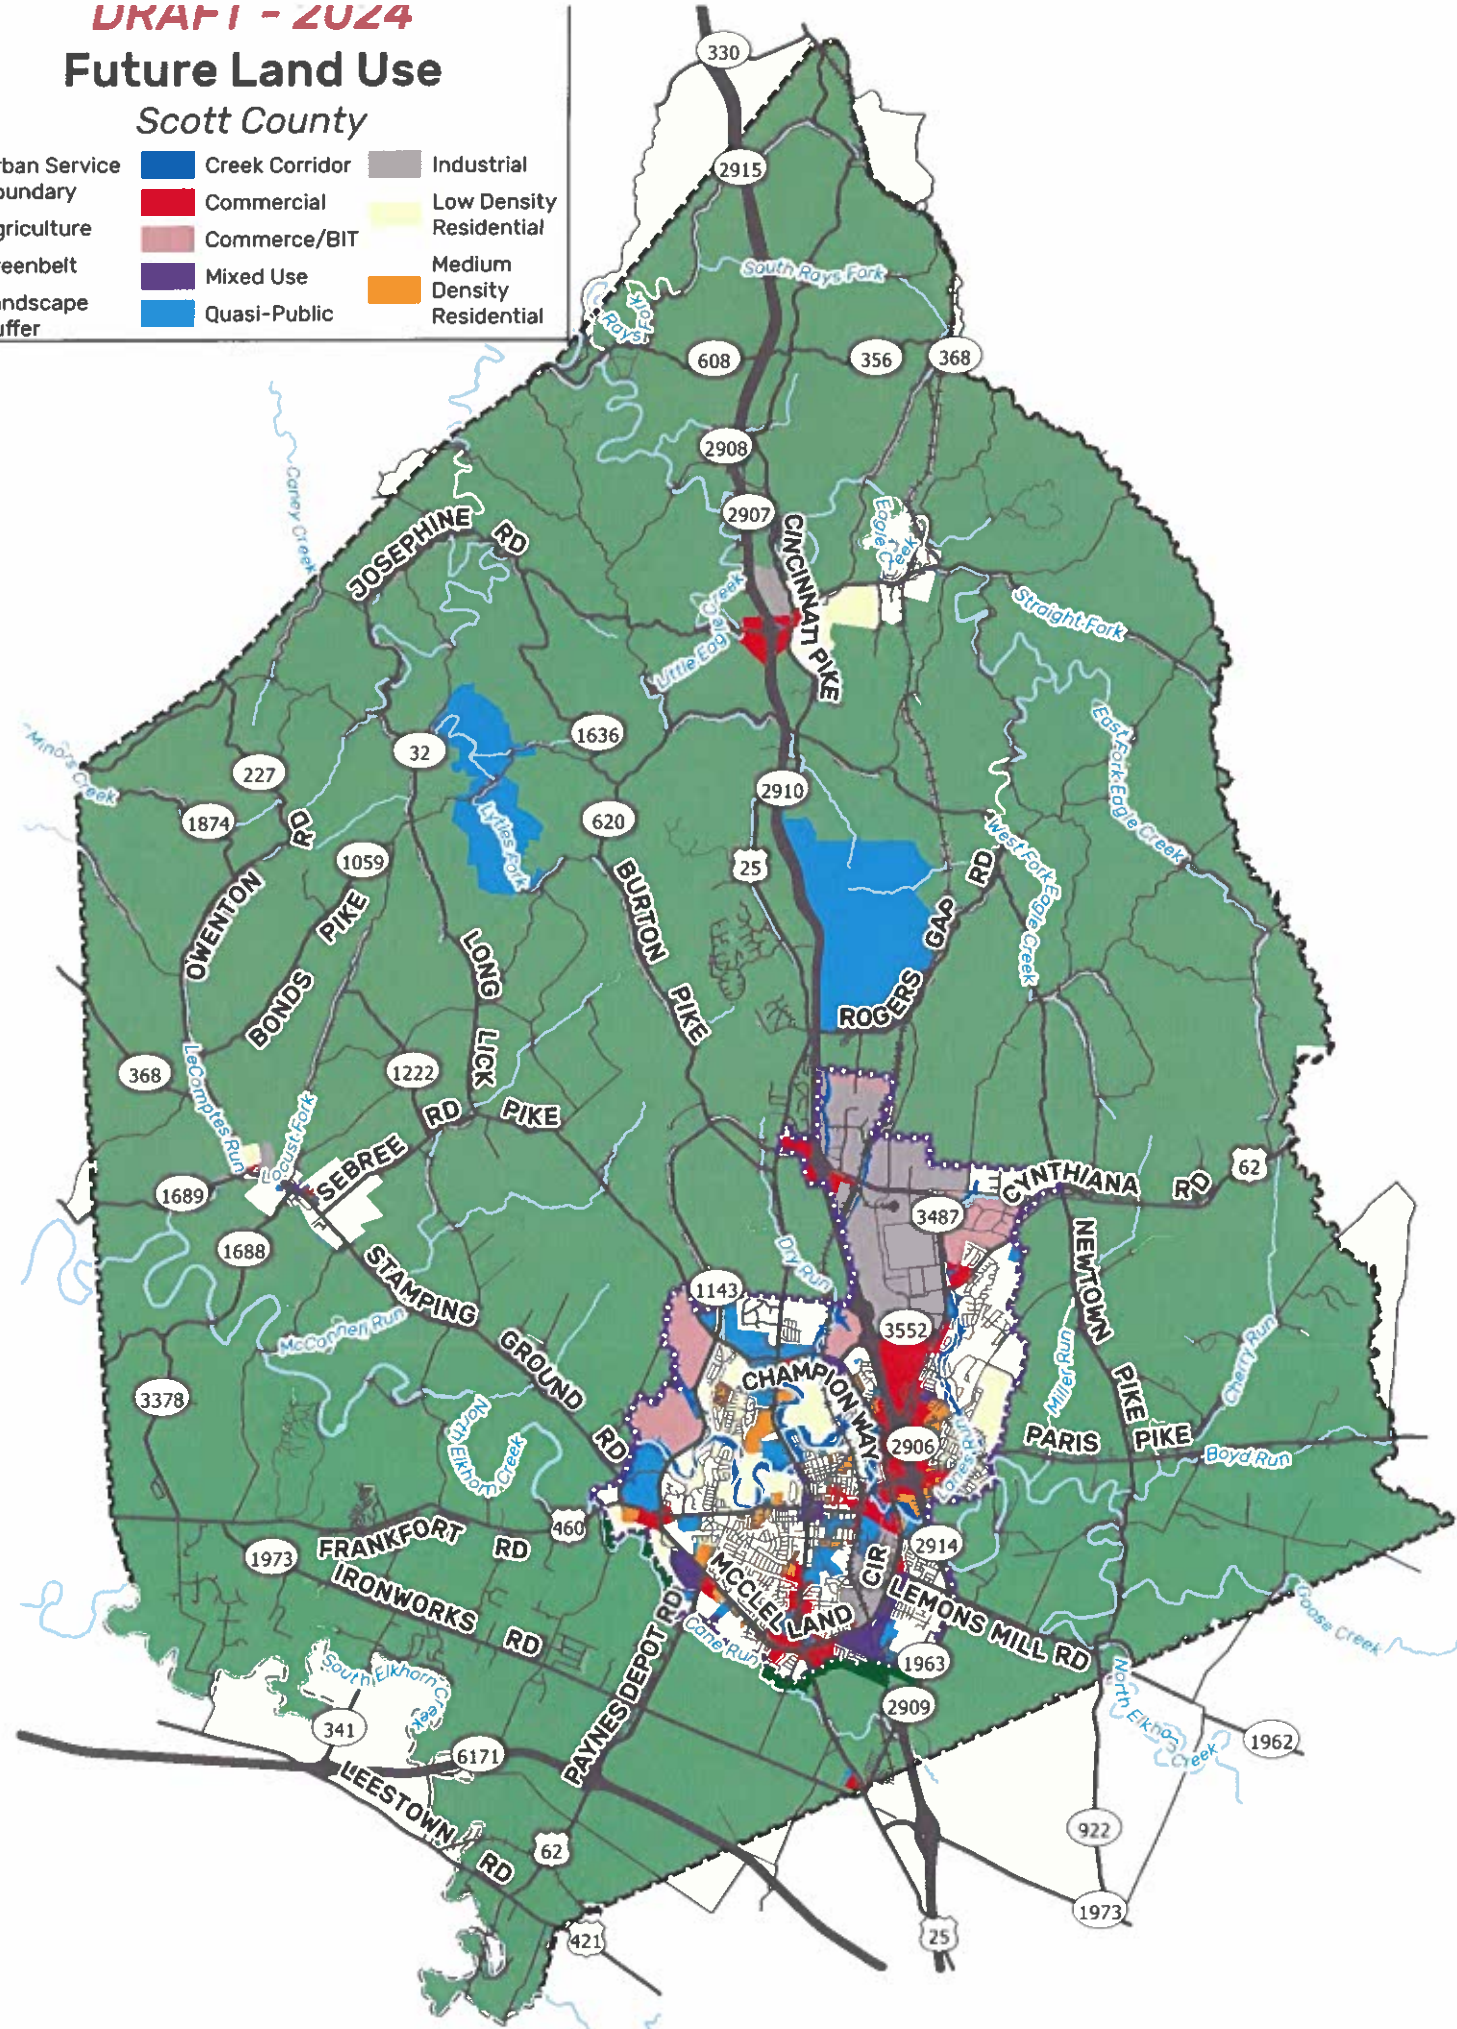 DRAFT - 2024
Future Land Use
Scott County
rban Service
oundary
griculture
reenbelt
andscape
uffer
Creek Corridor
Commercial
Commerce/BIT
Mixed Use
Quasi-Public
Industrial
Low Density
Residential
Medium
Density
Residential
330
2915
South Rays Fork
Rays Fork
608
356
368
2908
Caney Creek
2907
JOSEPHINE RD
CINCINNATI PIKE
Eagle Creek
Straight Fork
Minors Creek
32
1636
227
2910
East Fork Eagle Creek
1874
RD
620
Lytles Fork
1059
25
West Fork Eagle Creek
OWENTON
BONDS PIKE
BURTON PIKE
LONG LICK PIKE
ROGERS GAP RD
368
1222
LeComptes Run
Locust Fork
SEBREE RD
62
1689
CYNTHIANA RD
3487
1688
Dry Run
NEWTOWN PIKE
STAMPING GROUND RD
1143
McConnell Run
3552
Miller Run
Cherry Run
3378
CHAMPION WAY
North Elkhorn Creek
2906
Lanes Run
PARIS PIKE
Boyd Run
460
FRANKFORT RD
1973
2914
IRONWORKS RD
MCCLELLAND CIR
LEMONS MILL RD
Goose Creek
PAYNES DEPOT RD
Cane Run
1963
South Elkhorn Creek
2909
North Elkho
Creek
341
1962
6171
LEESTOWN RD
922
62
1973
25
421